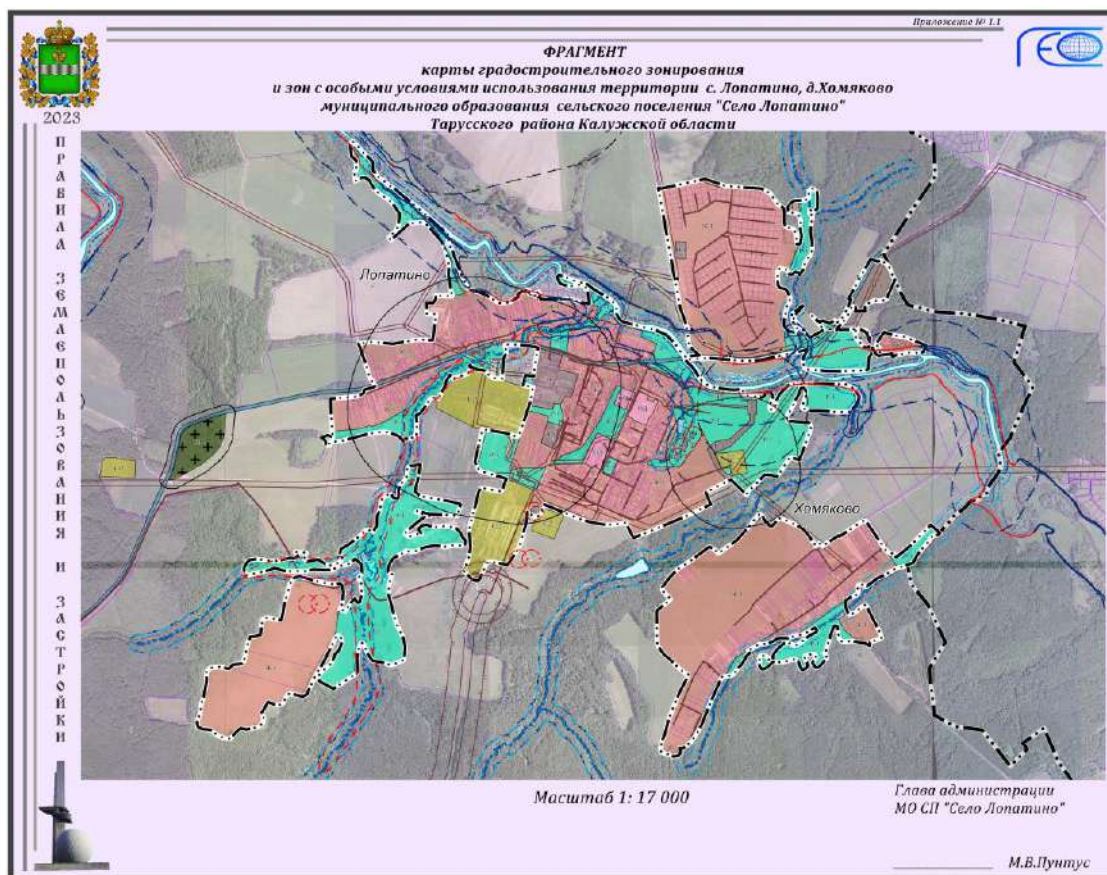 Приложение № 1.1
ГЕО
ФРАГМЕНТ
карты градостроительного зонирования
и зон с особыми условиями использования территории с. Лопатино, д.Хомяково
муниципального образования сельского поселения "Село Лопатино"
Тарусского района Калужской области
2023
ПРАВИЛА ЗЕМЛЕПОЛЬЗОВАНИЯ И ЗАСТРОЙКИ
Лопатино
Хомяково
Масштаб 1: 17 000
Глава администрации
МО СП "Село Лопатино"
М.В.Пунтус